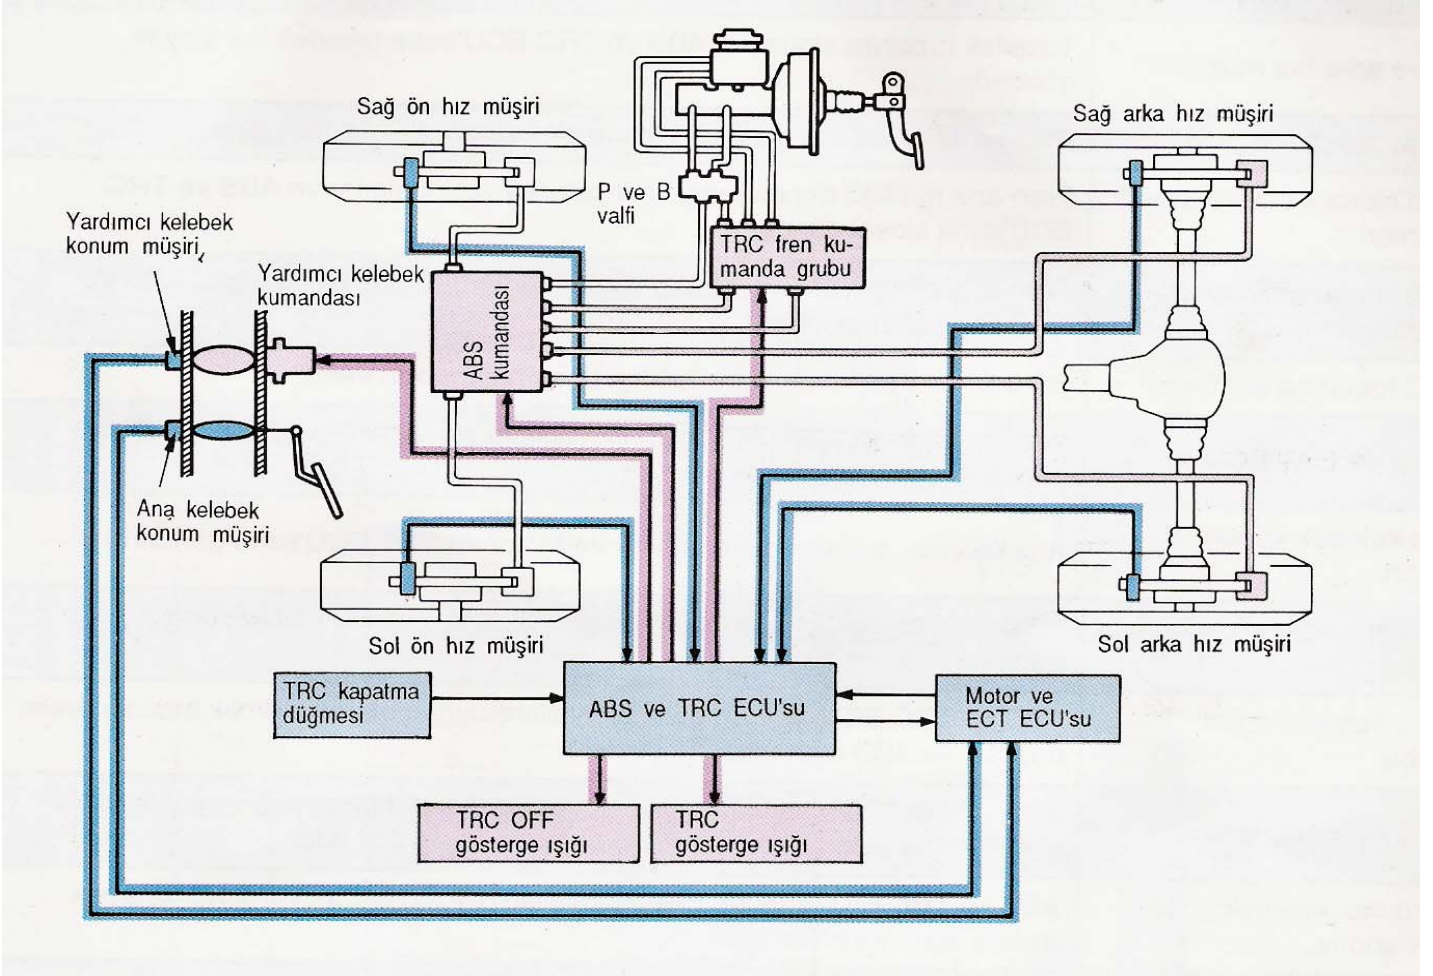 Sağ ön hız müşiri
Sağ arka hız müşiri
P ve B
valfi
Yardımcı kelebek
konum müşiri
Yardımcı kelebek
kumandası
TRC fren ku-
manda grubu
ABS
kumandası
Ana kelebek
konum müşiri
Sol ön hız müşiri
Sol arka hız müşiri
TRC kapatma
düğmesi
ABS ve TRC ECU'su
Motor ve
ECT ECU'su
TRC OFF
gösterge ışığı
TRC
gösterge ışığı